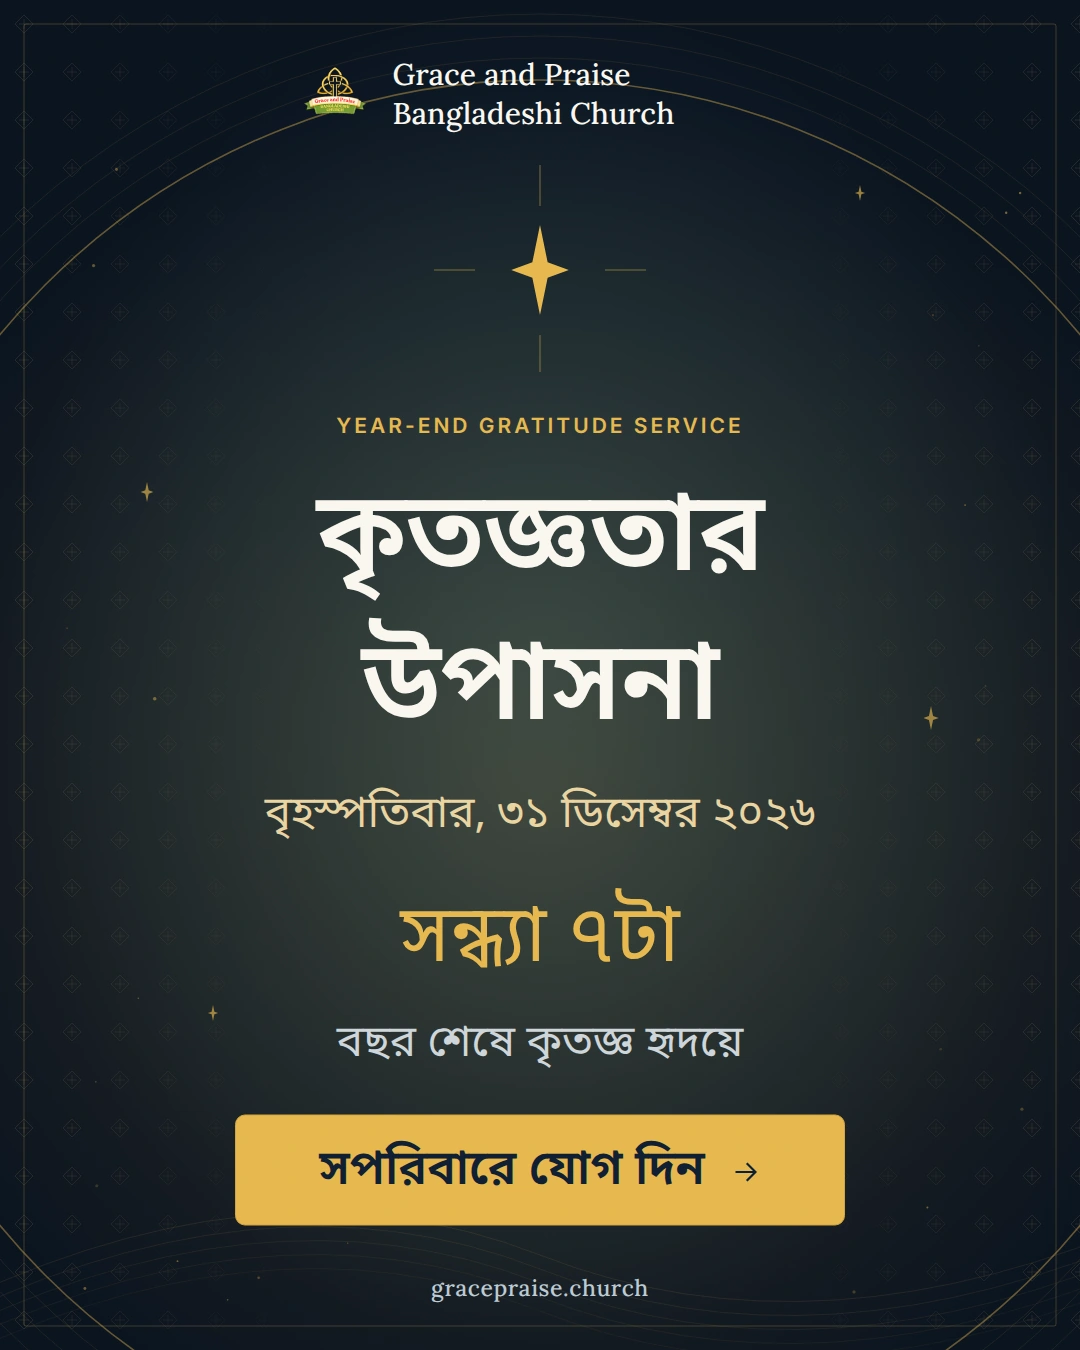 Grace and Praise
Bangladeshi Church
YEAR-END GRATITUDE SERVICE
কৃতজ্ঞতার
উপাসনা
বৃহস্পতিবার, ৩১ ডিসেম্বর ২০২৬
সন্ধ্যা ৭টা
বছর শেষে কৃতজ্ঞ হৃদয়ে
সপরিবারে যোগ দিন →
gracepraise.church